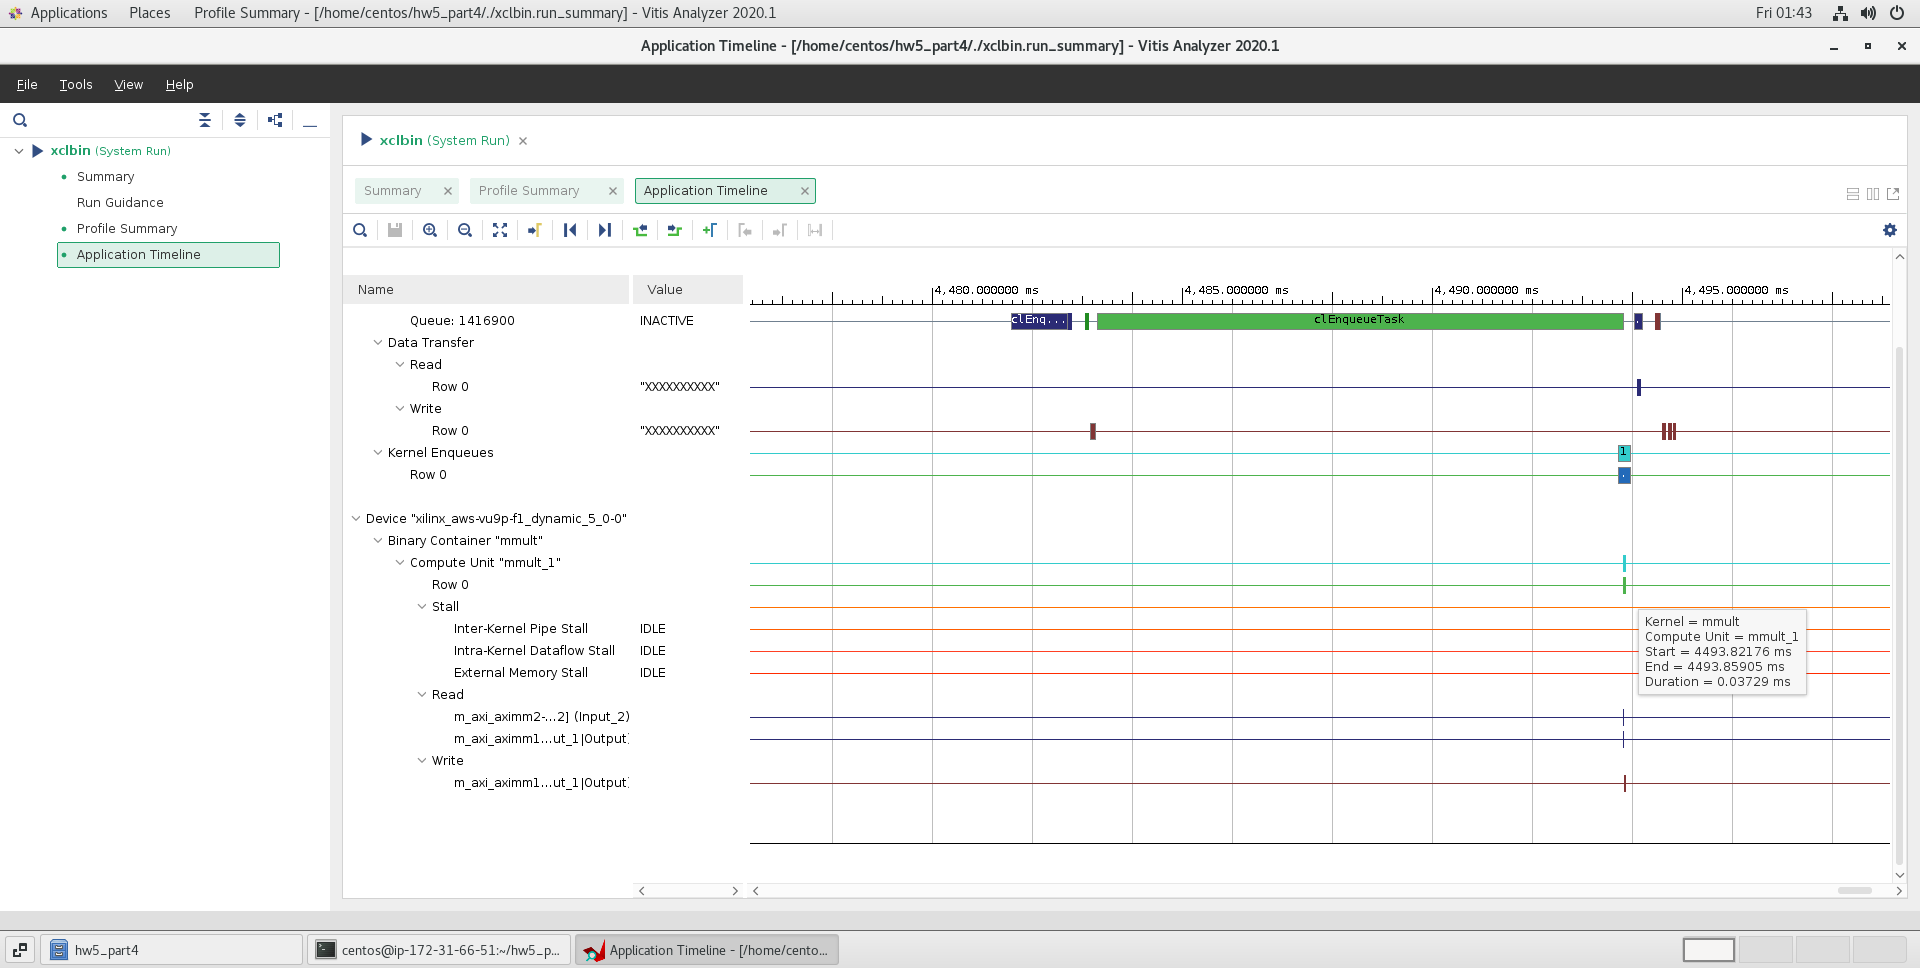 Applications Places Profile Summary - [/home/centos/hw5_part4/./xclbin.run_summary] - Vitis Analyzer 2020.1 Fri 01:43
Application Timeline - [/home/centos/hw5_part4/./xclbin.run_summary] - Vitis Analyzer 2020.1
File Tools View Help
xclbin (System Run)
Summary
Run Guidance
Profile Summary
Application Timeline
xclbin (System Run)
Summary Profile Summary Application Timeline
Name Value 4,480.000000 ms 4,485.000000 ms 4,490.000000 ms 4,495.000000 ms
Queue: 1416900 INACTIVE clEnq... clEnqueueTask
Data Transfer
Read
Row 0 "XXXXXXXXXX"
Write
Row 0 "XXXXXXXXXX"
Kernel Enqueues 1
Row 0
Device "xilinx_aws-vu9p-f1_dynamic_5_0-0"
Binary Container "mmult"
Compute Unit "mmult_1"
Row 0
Stall
Inter-Kernel Pipe Stall IDLE
Intra-Kernel Dataflow Stall IDLE
External Memory Stall IDLE
Read
m_axi_aximm2-...2] (Input_2)
m_axi_aximm1...ut_1|Output
Write
m_axi_aximm1...ut_1|Output
Kernel = mmult
Compute Unit = mmult_1
Start = 4493.82176 ms
End = 4493.85905 ms
Duration = 0.03729 ms
hw5_part4 centos@ip-172-31-66-51:~/hw5_p... Application Timeline - [/home/cento...